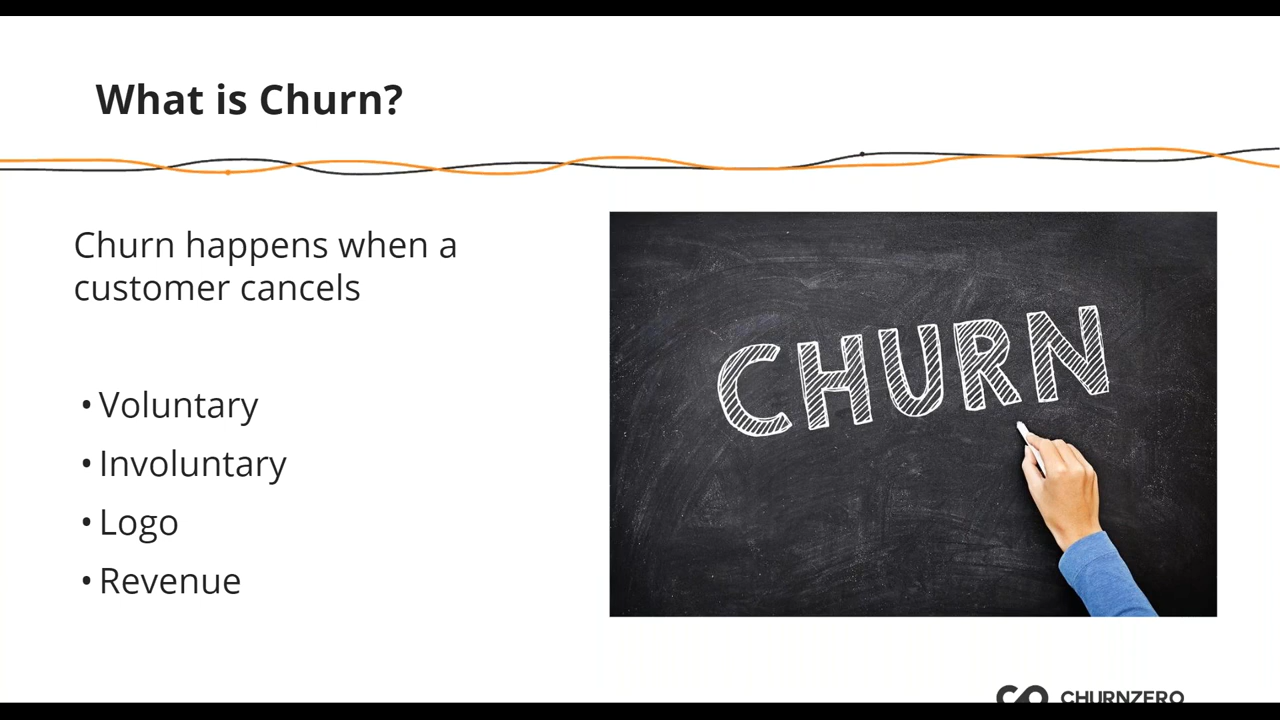 What is Churn?
Churn happens when a
customer cancels
• Voluntary
• Involuntary
• Logo
• Revenue
CHURN
CHURNZERO